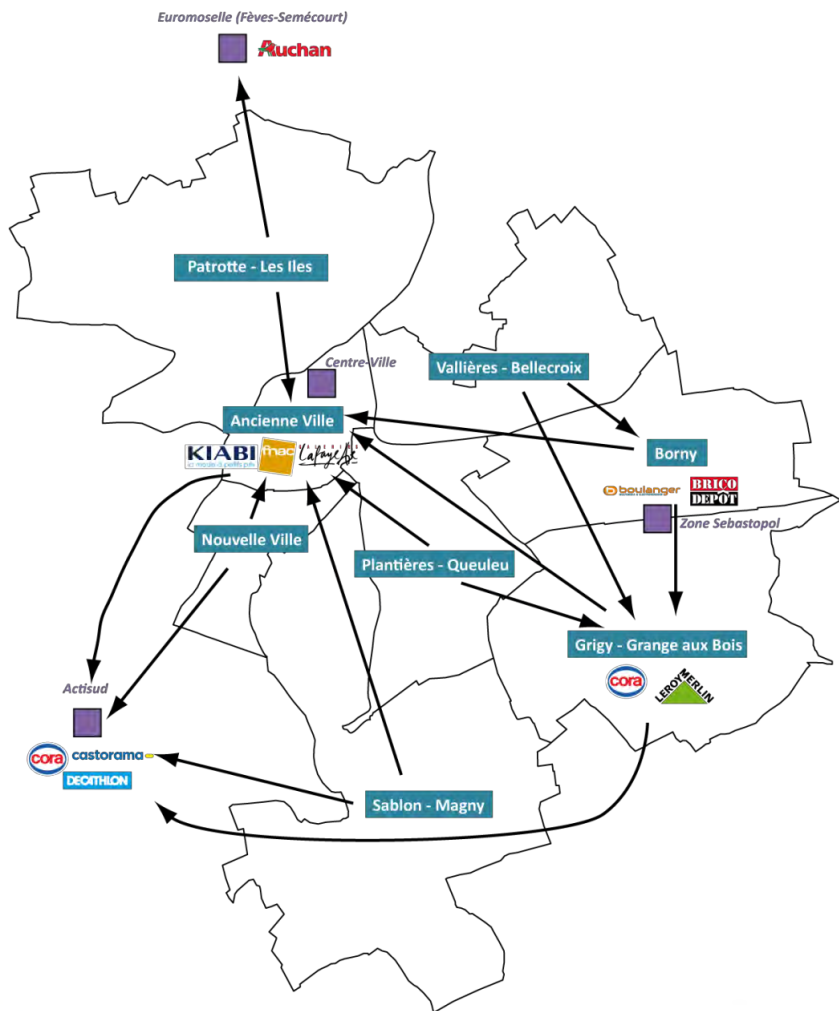 Euromoselle (Fèves-Semécourt)
Auchan
Patrotte - Les Iles
Centre-Ville
Vallières - Bellecroix
Ancienne Ville
KIABI
fnac
GALERIES
Lafayette
Borny
boulanger
BRICO
DEPÔT
Zone Sebastopol
Nouvelle Ville
Plantières - Queuleu
Grigy - Grange aux Bois
cora
LEROY MERLIN
Actisud
cora
castorama
DECATHLON
Sablon - Magny